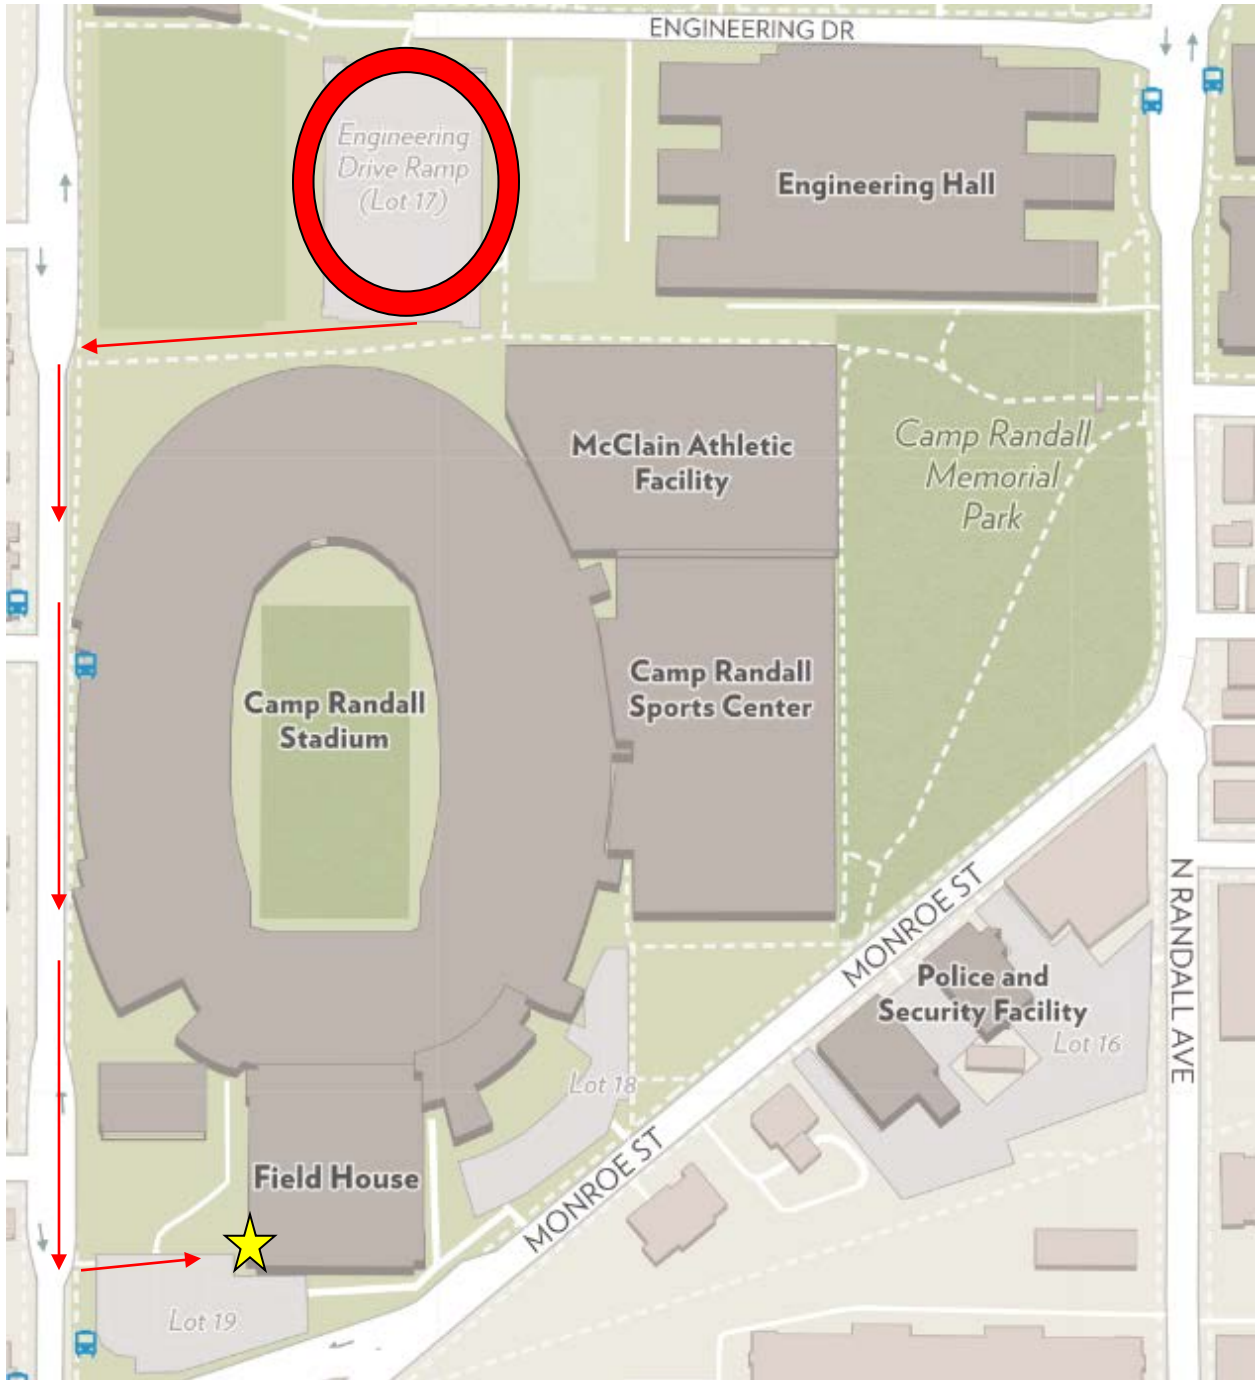 ENGINEERING DR
Engineering
Drive Ramp
(Lot 17)
Engineering Hall
McClain Athletic
Facility
Camp Randall
Memorial
Park
Camp Randall
Stadium
Camp Randall
Sports Center
MONROE ST
N RANDALL AVE
Police and
Security Facility
Lot 16
Lot 18
Field House
MONROE ST
Lot 19